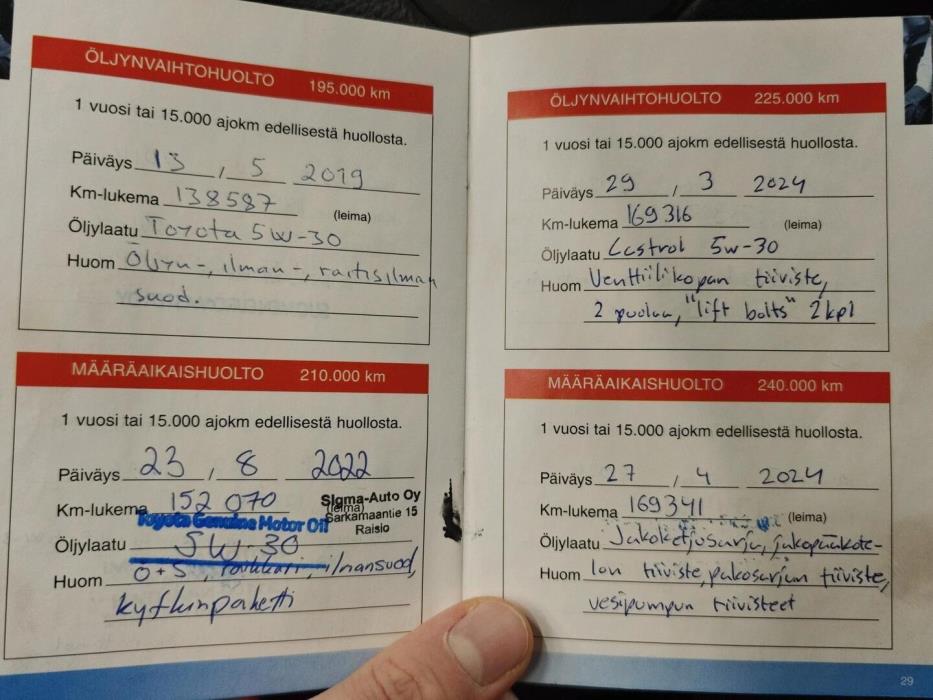 ÖLJYNVAIHTOHUOLTO 195.000 km
1 vuosi tai 15.000 ajokm edellisestä huollosta.
Päiväys 13 , 5 2019
Km-lukema 138587 (leima)
Öljylaatu Toyota 5W-30
Huom Öljyn-, ilman-, raitisilman
suod.
MÄÄRÄAIKAISHUOLTO 210.000 km
1 vuosi tai 15.000 ajokm edellisestä huollosta.
Päiväys 23 , 8 2022
Km-lukema 152 070 (leima)
Sigma-Auto Oy
Sarkamaantie 15
Raisio
Toyota Genuine Motor Oil
Öljylaatu 5W-30
Huom Ö+S, ilmansuod,
kytkinpaketti
ÖLJYNVAIHTOHUOLTO 225.000 km
1 vuosi tai 15.000 ajokm edellisestä huollosta.
Päiväys 29 , 3 2024
Km-lukema 169316 (leima)
Öljylaatu Castrol 5w-30
Huom Venttiilikopan tiiviste,
2 puolaa, "lift bolts" 2kpl
MÄÄRÄAIKAISHUOLTO 240.000 km
1 vuosi tai 15.000 ajokm edellisestä huollosta.
Päiväys 27 , 4 2024
Km-lukema 169341 (leima)
Öljylaatu Jakoketjusarja, jakopääkote-
Huom lon tiiviste, pakosarjan tiiviste,
vesipumpun tiivisteet
29